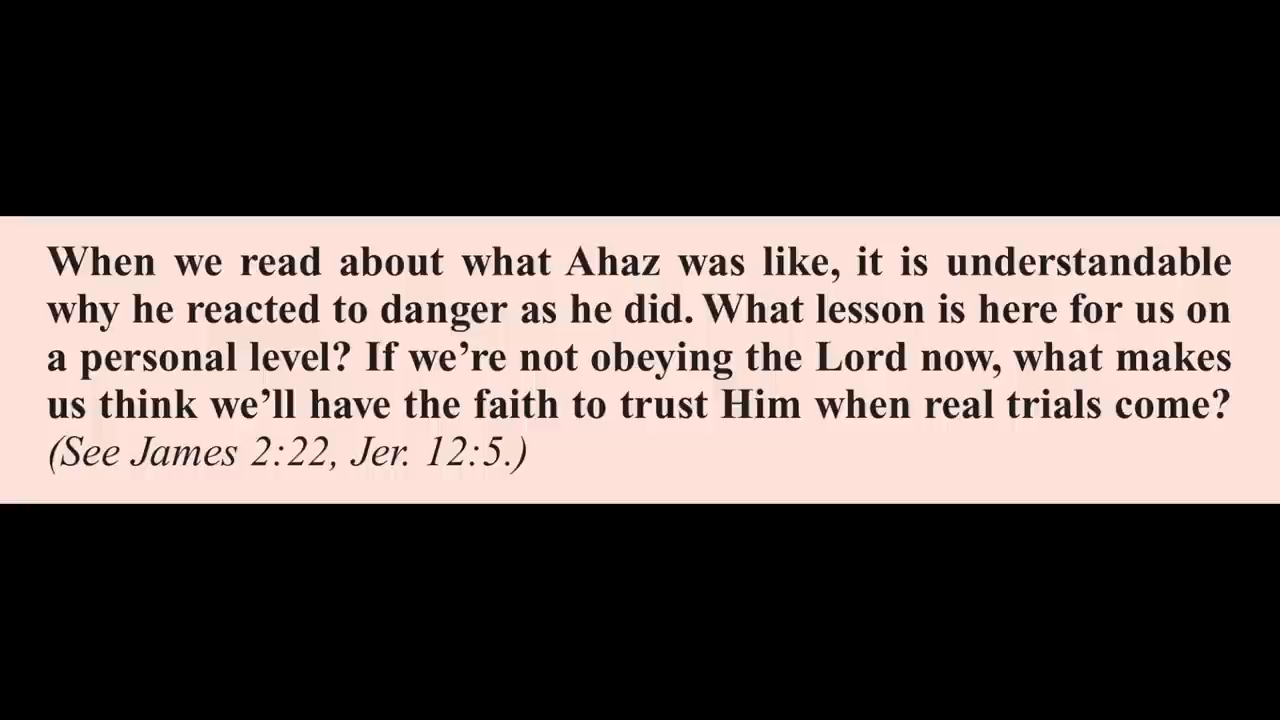 When we read about what Ahaz was like, it is understandable
why he reacted to danger as he did. What lesson is here for us on
a personal level? If we’re not obeying the Lord now, what makes
us think we’ll have the faith to trust Him when real trials come?
(See James 2:22, Jer. 12:5.)